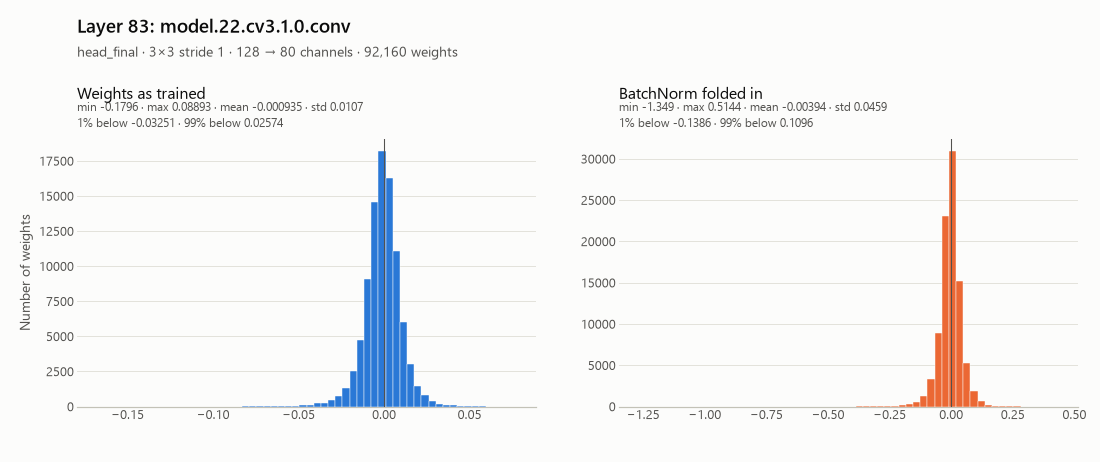 Layer 83: model.22.cv3.1.0.conv
head_final · 3×3 stride 1 · 128 → 80 channels · 92,160 weights
Weights as trained
min -0.1796 · max 0.08893 · mean -0.000935 · std 0.0107
1% below -0.03251 · 99% below 0.02574
Number of weights
17500
15000
12500
10000
7500
5000
2500
0
−0.15 −0.10 −0.05 0.00 0.05
BatchNorm folded in
min -1.349 · max 0.5144 · mean -0.00394 · std 0.0459
1% below -0.1386 · 99% below 0.1096
30000
25000
20000
15000
10000
5000
0
−1.25 −1.00 −0.75 −0.50 −0.25 0.00 0.25 0.50